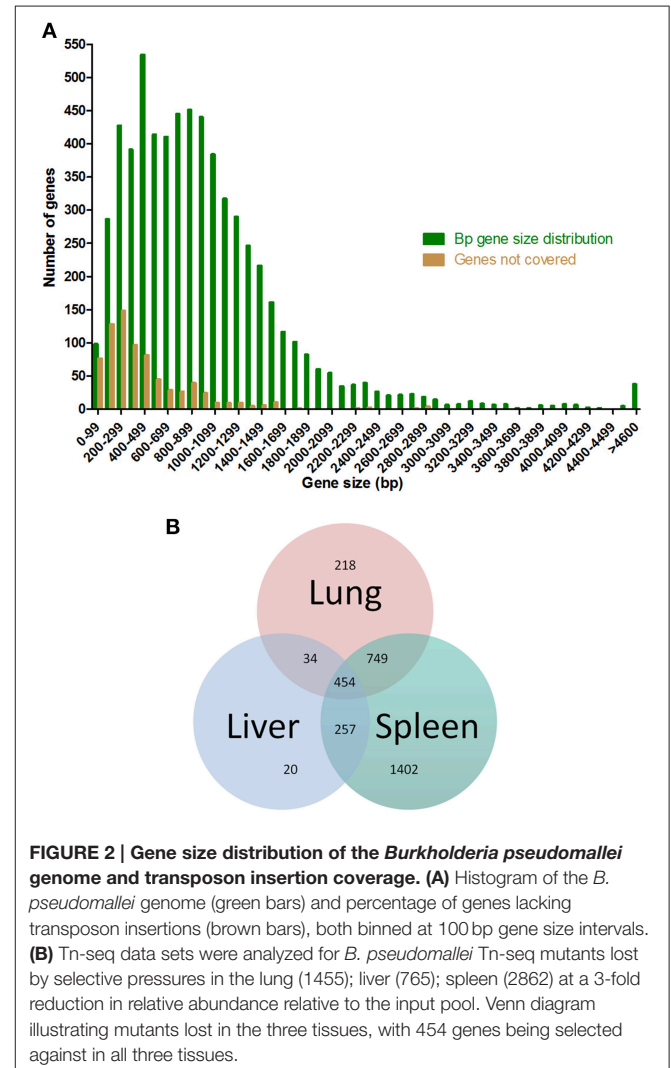 A
550
500
450
400
350
300
250
200
150
100
50
0
Number of genes
Bp gene size distribution
Genes not covered
0-99
200-299
400-499
600-699
800-899
1000-1099
1200-1299
1400-1499
1600-1699
1800-1899
2000-2099
2200-2299
2400-2499
2600-2699
2800-2899
3000-3099
3200-3299
3400-3499
3600-3699
3800-3899
4000-4099
4200-4299
4400-4499
>4600
Gene size (bp)
B
218
Lung
34
749
454
Liver
257
Spleen
20
1402
FIGURE 2 | Gene size distribution of the Burkholderia pseudomallei
genome and transposon insertion coverage. (A) Histogram of the B.
pseudomallei genome (green bars) and percentage of genes lacking
transposon insertions (brown bars), both binned at 100 bp gene size intervals.
(B) Tn-seq data sets were analyzed for B. pseudomallei Tn-seq mutants lost
by selective pressures in the lung (1455); liver (765); spleen (2862) at a 3-fold
reduction in relative abundance relative to the input pool. Venn diagram
illustrating mutants lost in the three tissues, with 454 genes being selected
against in all three tissues.